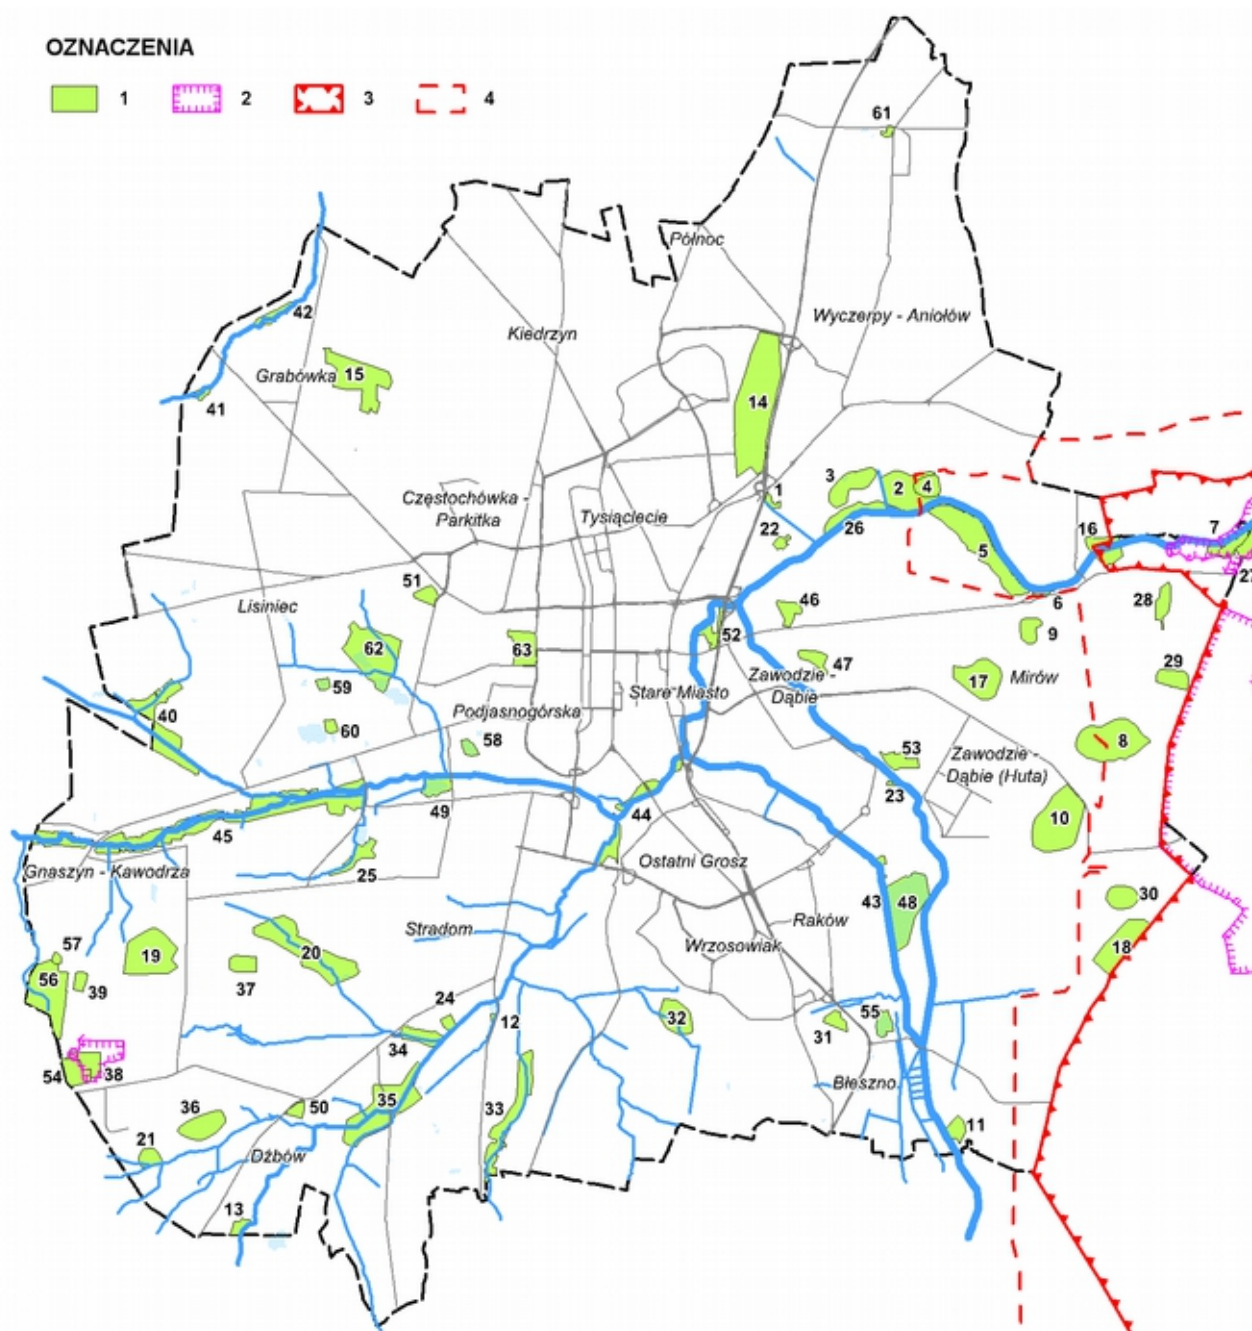 OZNACZENIA
1 2 3 4
61
Północ
42
Wyczerpy - Aniołów
Kiedrzyn
Grabówka 15
41
14
3 2 4
1
Częstochówka -
Parkitka
Tysiąclecie
22 26
5
16 7
27
51
Lisiniec
46
6
28
62
63
52
9
47
59
Zawodzie -
Dąbie
17 Mirów
29
Stare Miasto
40
60
Podjasnogórska
58
53
Zawodzie -
Dąbie (Huta)
8
49
23
44
10
45
Gnaszyn - Kawodrza
25
Ostatni Grosz
43 48
30
Stradom
Raków
Wrzosowiak
57
19
20
18
56
39
37
24
12
32
31
55
34
54 38
Błeszno
36
50
35
33
11
21
Dźbów
13